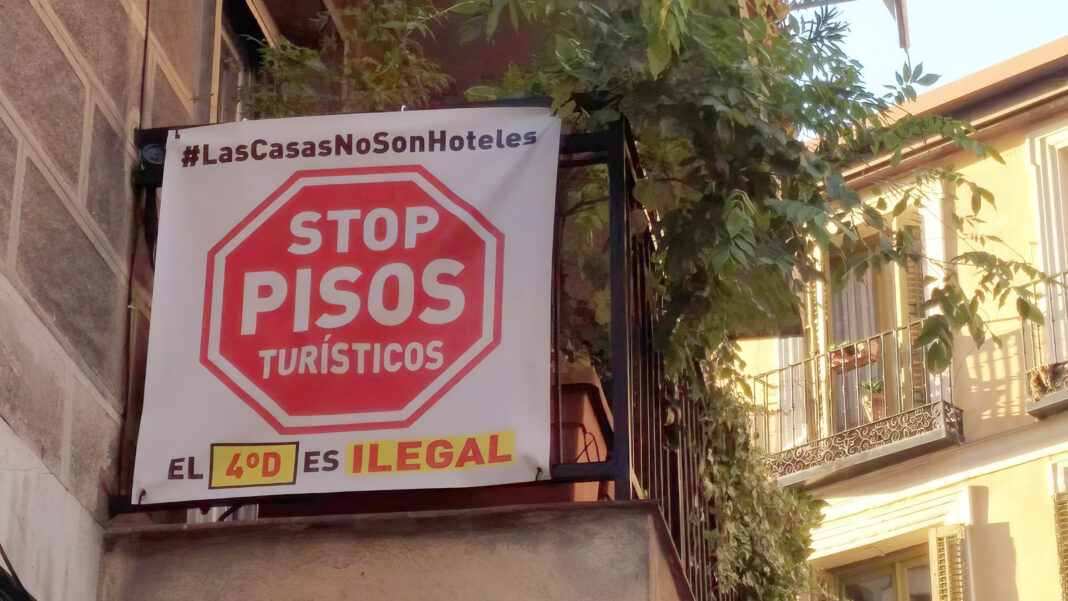 #LasCasasNoSonHoteles
STOP
PISOS
TURÍSTICOS
EL 4ºD ES ILEGAL